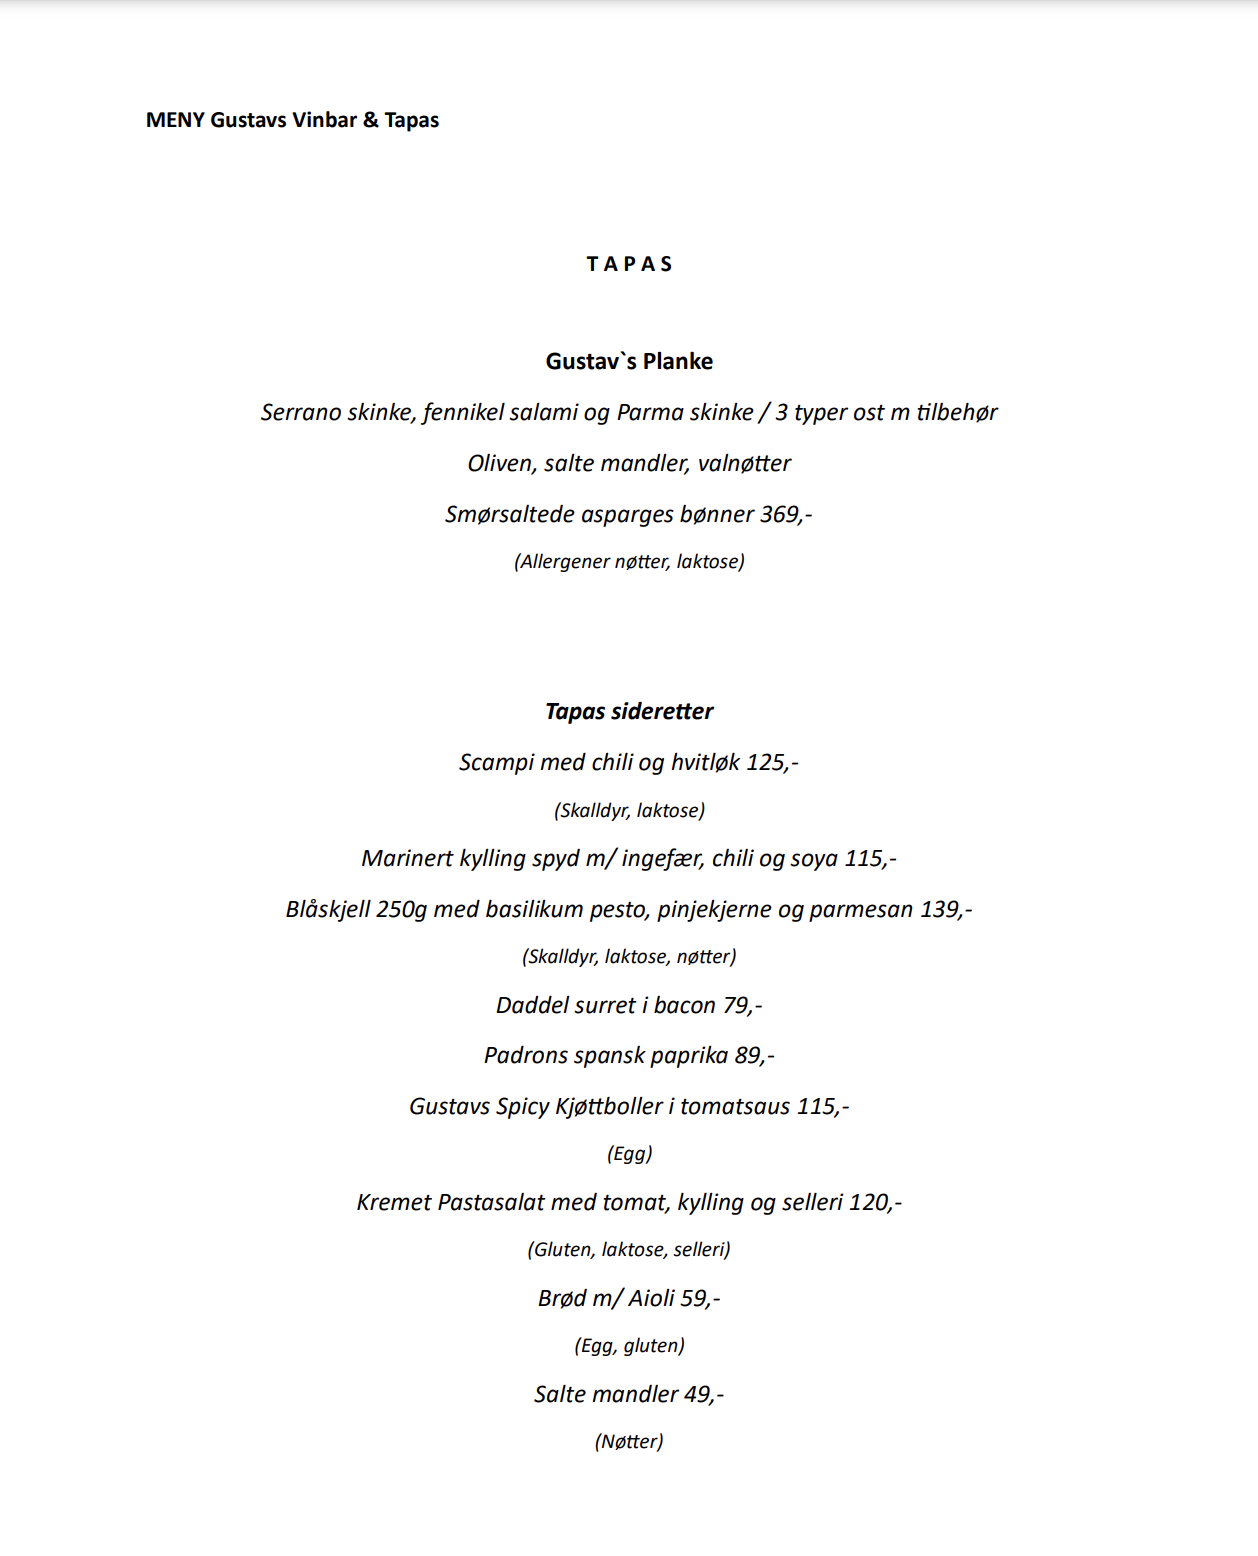 MENY Gustavs Vinbar & Tapas
T A P A S
Gustav`s Planke
Serrano skinke, fennikel salami og Parma skinke / 3 typer ost m tilbehør
Oliven, salte mandler, valnøtter
Smørsaltede asparges bønner 369,-
(Allergener nøtter, laktose)
Tapas sideretter
Scampi med chili og hvitløk 125,-
(Skalldyr, laktose)
Marinert kylling spyd m/ ingefær, chili og soya 115,-
Blåskjell 250g med basilikum pesto, pinjekjerne og parmesan 139,-
(Skalldyr, laktose, nøtter)
Daddel surret i bacon 79,-
Padrons spansk paprika 89,-
Gustavs Spicy Kjøttboller i tomatsaus 115,-
(Egg)
Kremet Pastasalat med tomat, kylling og selleri 120,-
(Gluten, laktose, selleri)
Brød m/ Aioli 59,-
(Egg, gluten)
Salte mandler 49,-
(Nøtter)